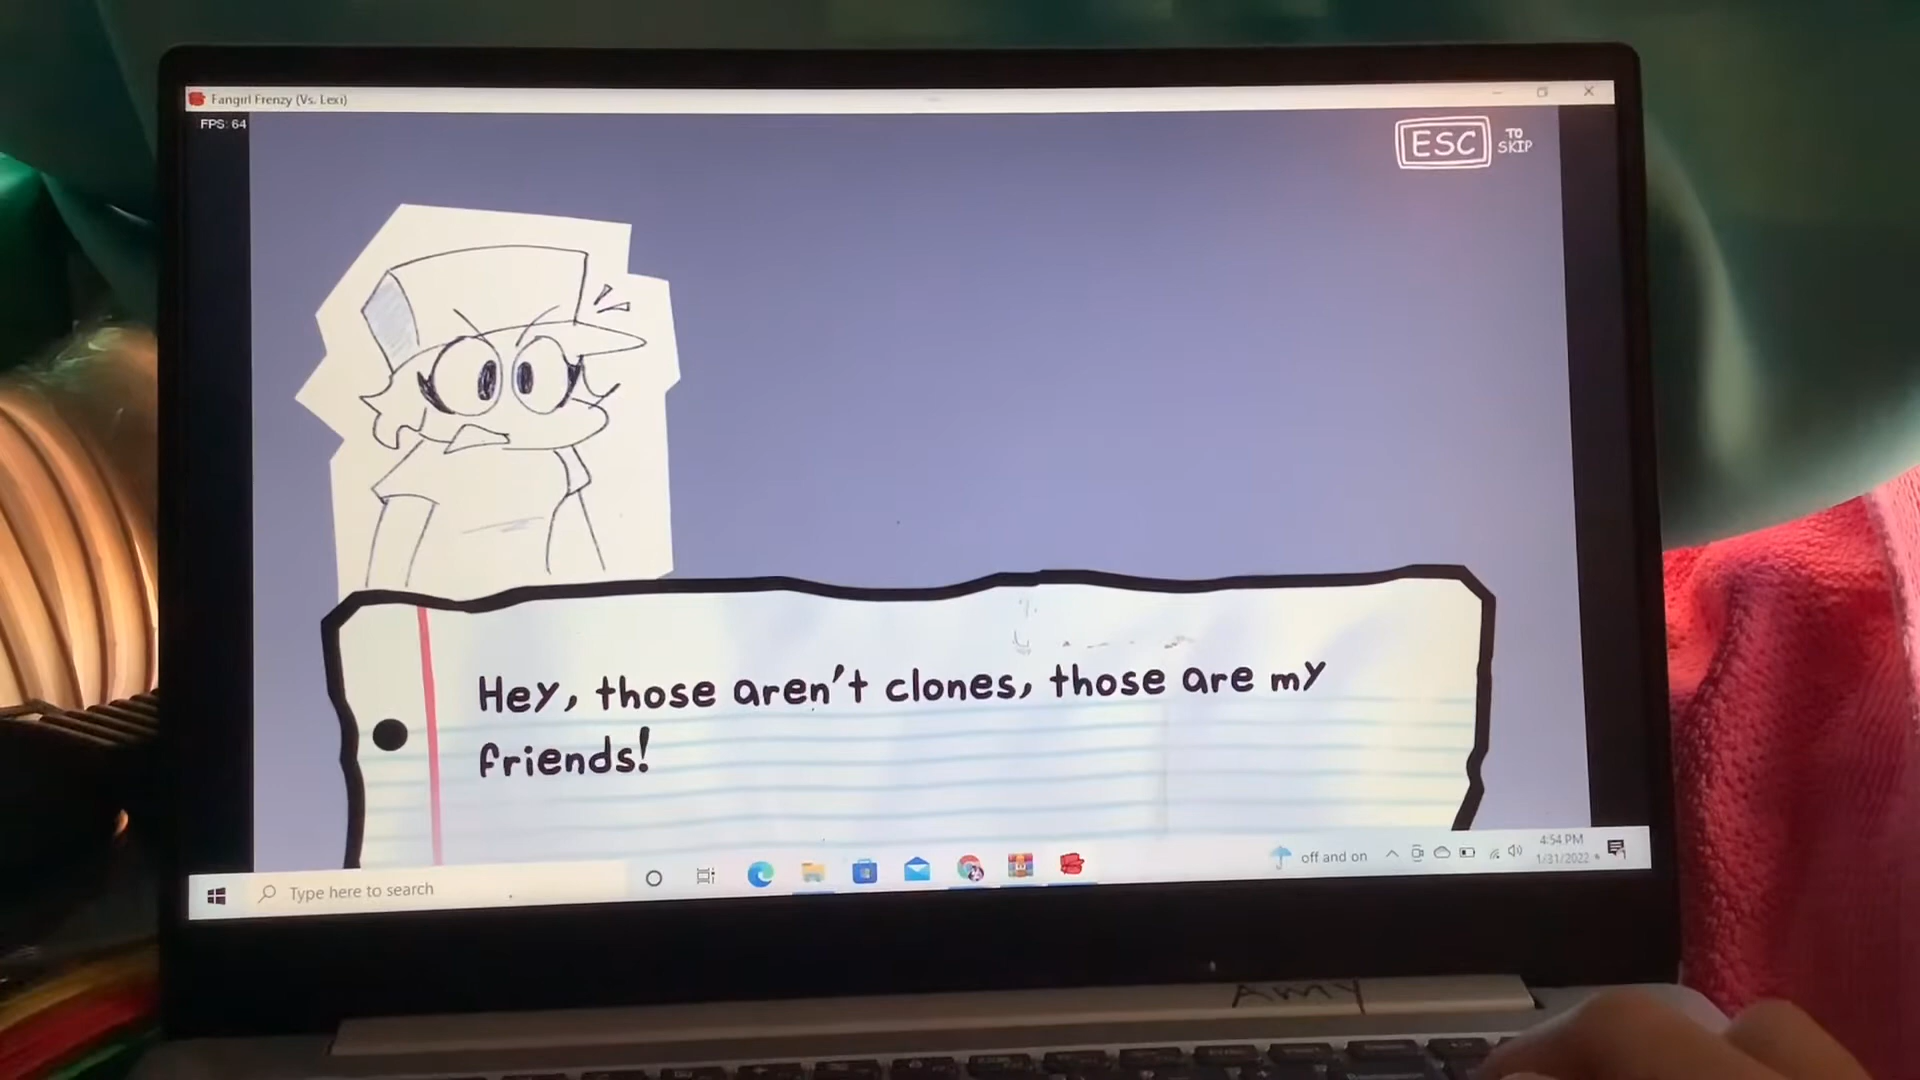 Fangirl Frenzy (Vs. Lexi)
FPS: 64
ESC TO SKIP
Hey, those aren't clones, those are my
friends!
Type here to search
off and on
4:54 PM
1/31/2022
AMY